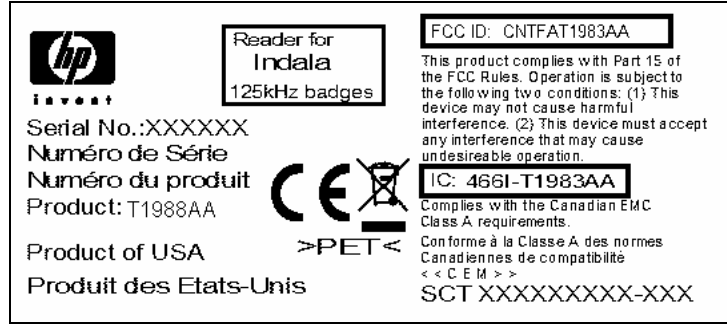 hp
invent
Reader for
Indala
125kHz badges
Serial No.:XXXXXX
Numéro de Série
Numéro du produit
Product: T1988AA
Product of USA
Produit des Etats-Unis
CE
>PET<
FCC ID: CNTFAT1983AA
This product complies with Part 15 of
the FCC Rules. Operation is subject to
the following two conditions: (1) This
device may not cause harmful
interference. (2) This device must accept
any interference that may cause
undesireable operation.
IC: 466I-T1983AA
Complies with the Canadian EMC
Class A requirements.
Conforme à la Classe A des normes
Canadiennes de compatibilité
<<CEM>>
SCT XXXXXXXXX-XXX